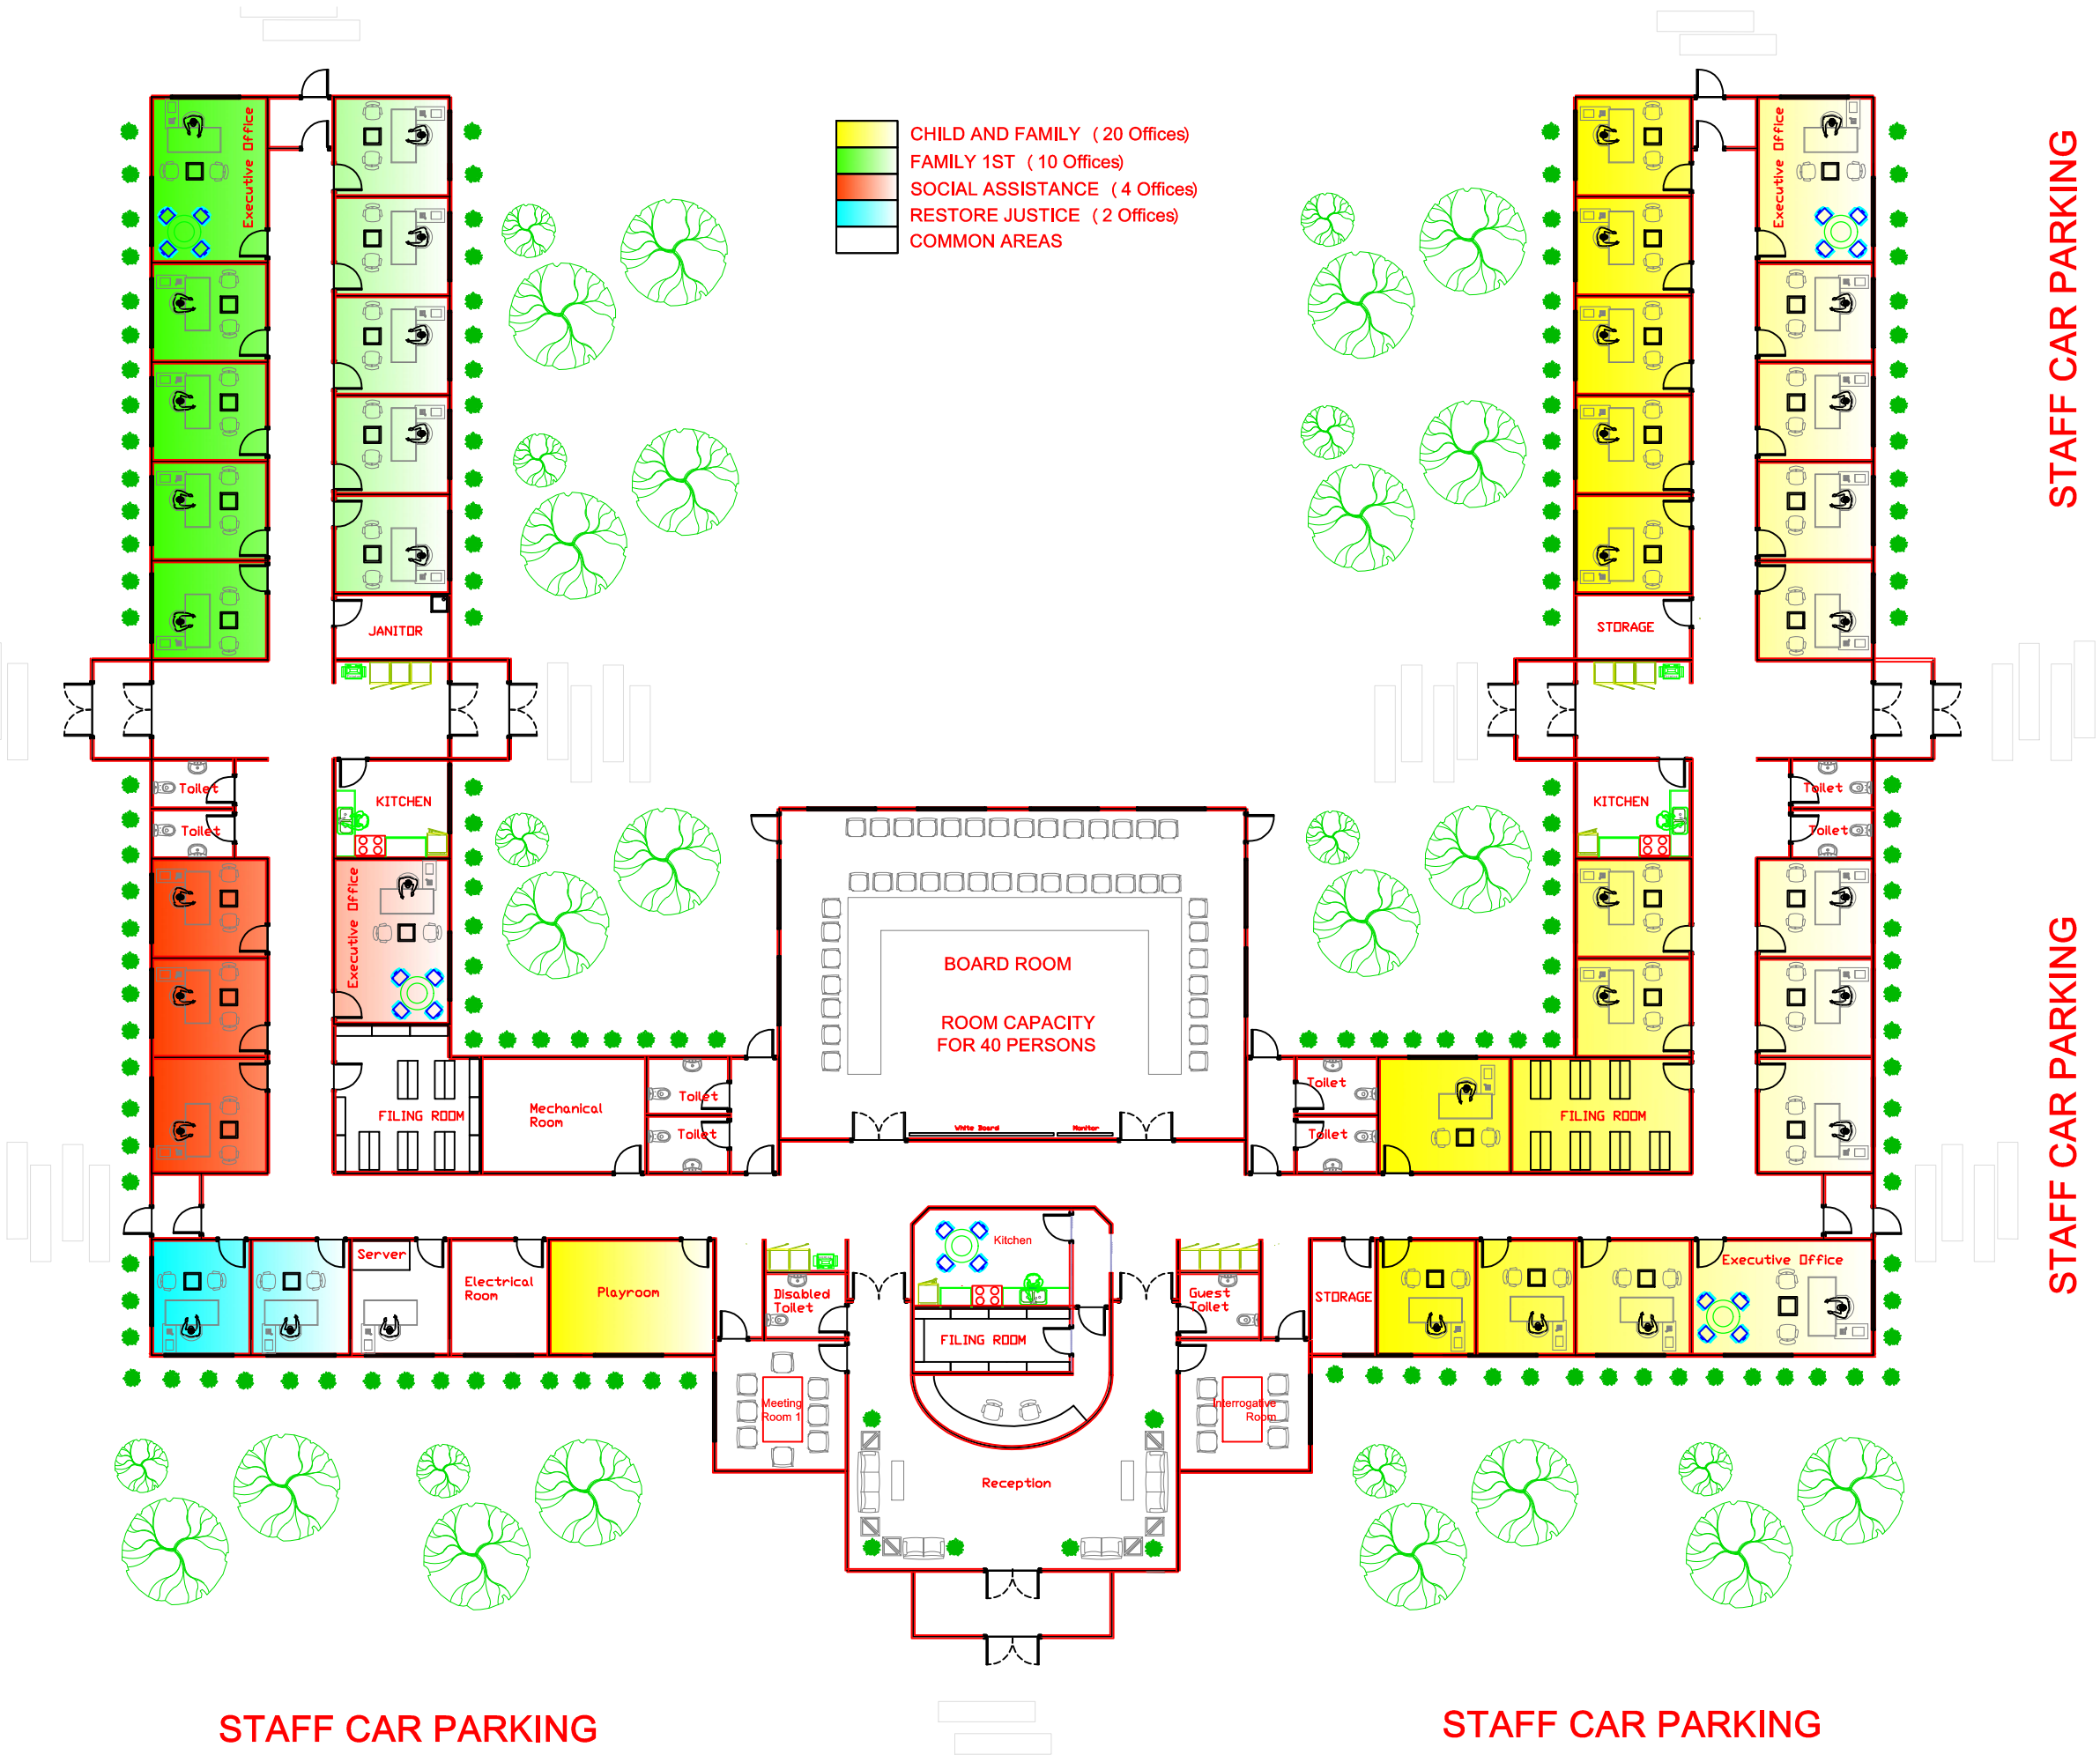 CHILD AND FAMILY ( 20 Offices)
FAMILY 1ST ( 10 Offices)
SOCIAL ASSISTANCE ( 4 Offices)
RESTORE JUSTICE ( 2 Offices)
COMMON AREAS
Executive Office
Executive Office
STAFF CAR PARKING
JANITOR
STORAGE
Toilet
KITCHEN
KITCHEN
Toilet
Toilet
Toilet
Executive Office
BOARD ROOM
ROOM CAPACITY
FOR 40 PERSONS
STAFF CAR PARKING
FILING ROOM
Mechanical
Room
Toilet
Toilet
White Board
Monitor
Toilet
Toilet
FILING ROOM
Server
Electrical
Room
Playroom
Disabled
Toilet
Kitchen
FILING ROOM
Guest
Toilet
STORAGE
Executive Office
Meeting
Room 1
Interrogative
Room
Reception
STAFF CAR PARKING
STAFF CAR PARKING